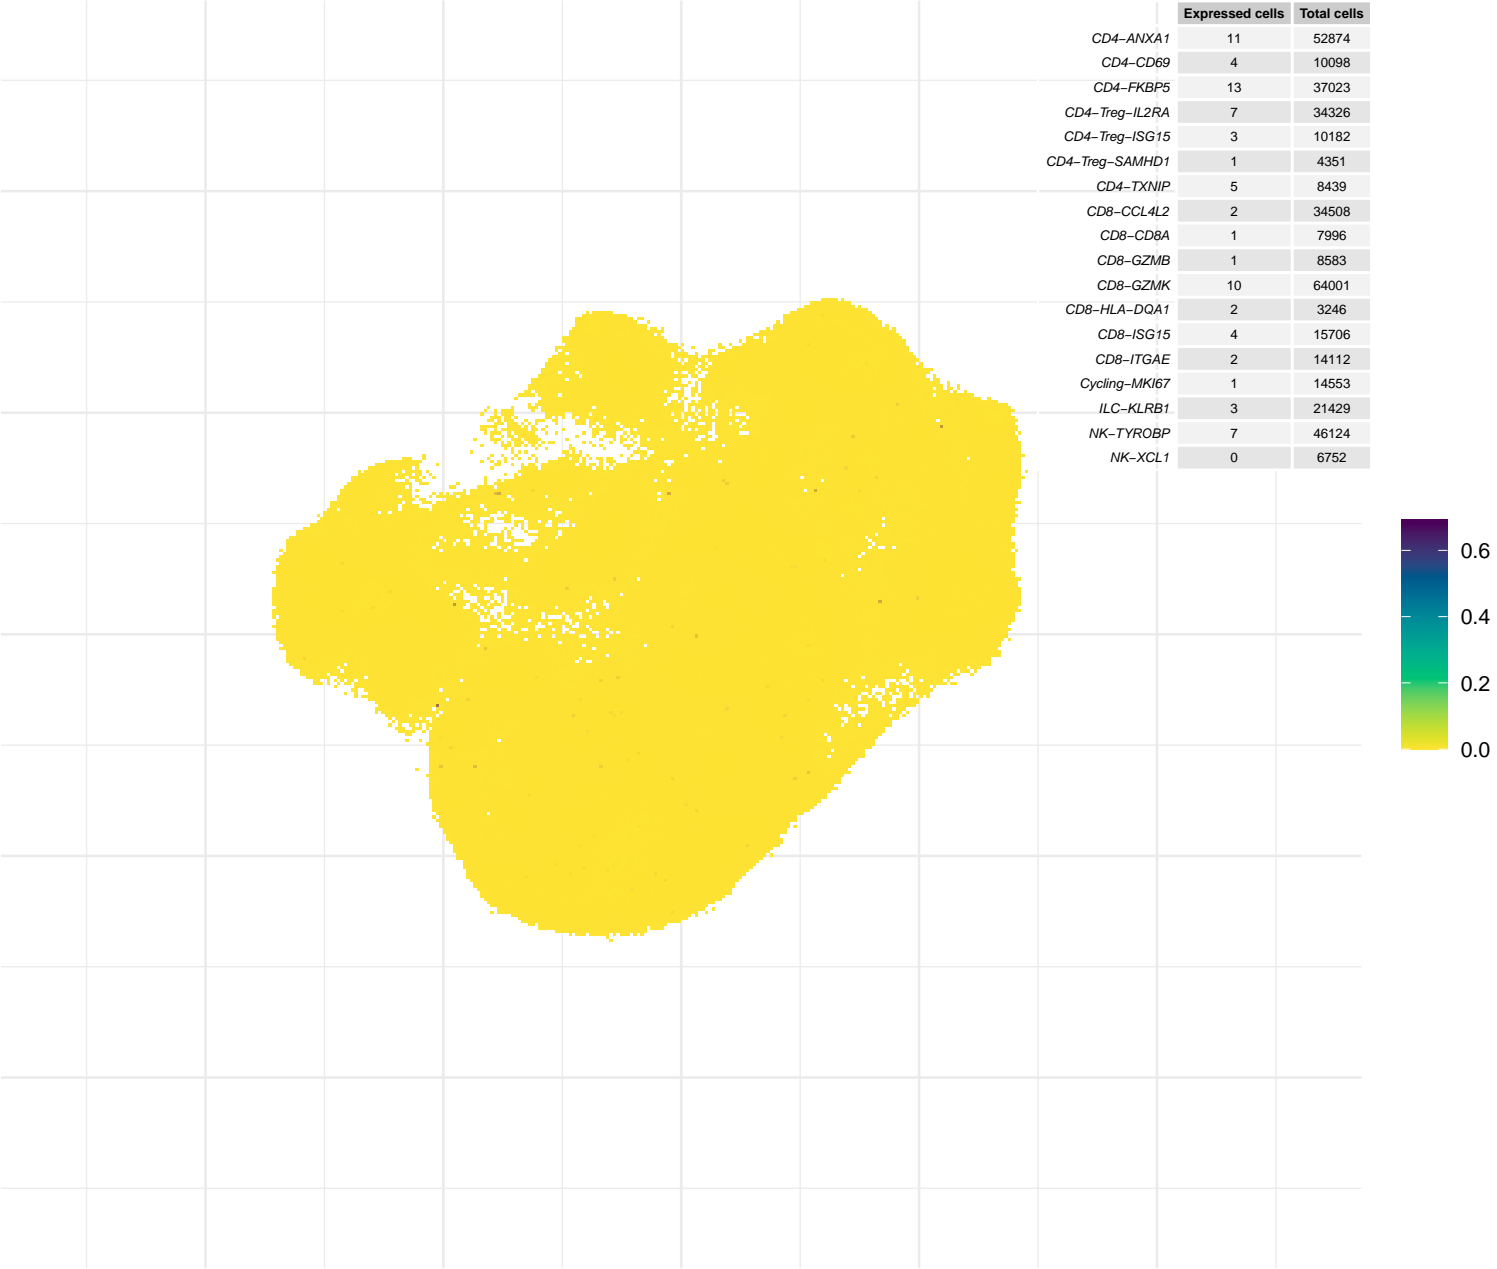 Expressed cells Total cells
CD4−ANXA1 11 52874
CD4−CD69 4 10098
CD4−FKBP5 13 37023
CD4−Treg−IL2RA 7 34326
CD4−Treg−ISG15 3 10182
CD4−Treg−SAMHD1 1 4351
CD4−TXNIP 5 8439
CD8−CCL4L2 2 34508
CD8−CD8A 1 7996
CD8−GZMB 1 8583
CD8−GZMK 10 64001
CD8−HLA−DQA1 2 3246
CD8−ISG15 4 15706
CD8−ITGAE 2 14112
Cycling−MKI67 1 14553
ILC−KLRB1 3 21429
NK−TYROBP 7 46124
NK−XCL1 0 6752
0.6
0.4
0.2
0.0